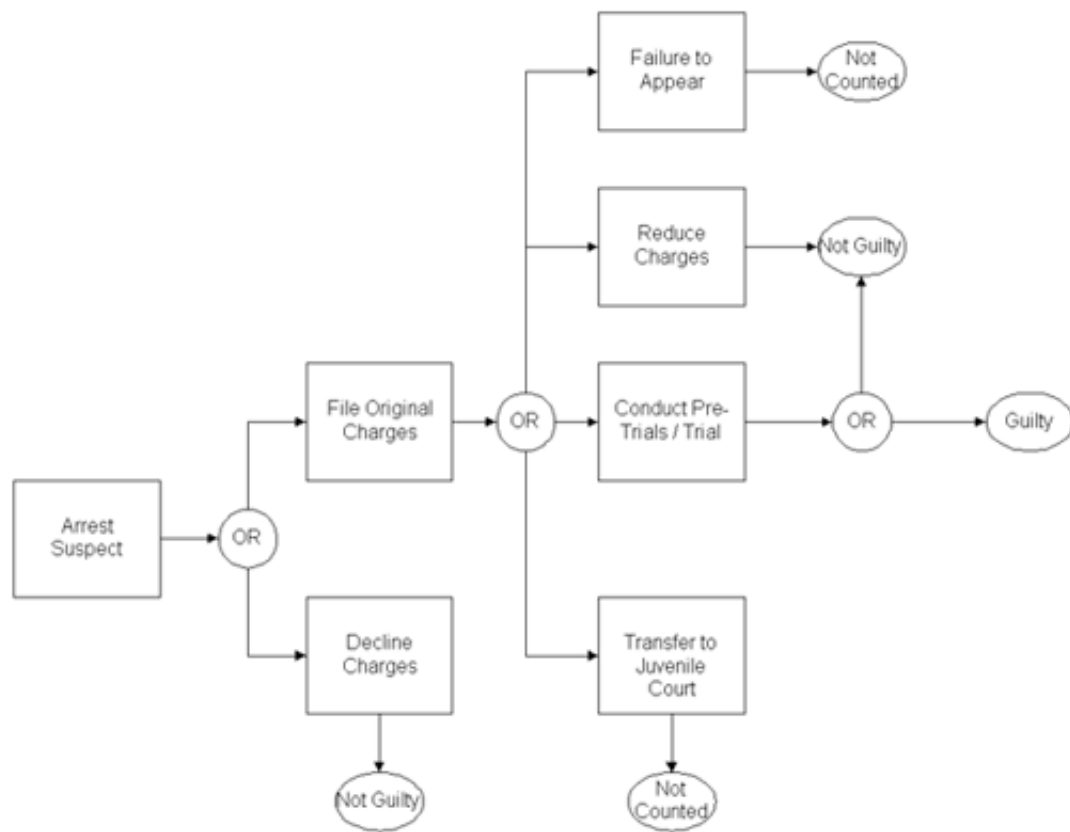 Failure to
Appear
Not
Counted
Reduce
Charges
Not Guilty
File Original
Charges
OR
Conduct Pre-
Trials / Trial
OR
Guilty
Arrest
Suspect
OR
Decline
Charges
Transfer to
Juvenile
Court
Not Guilty
Not
Counted